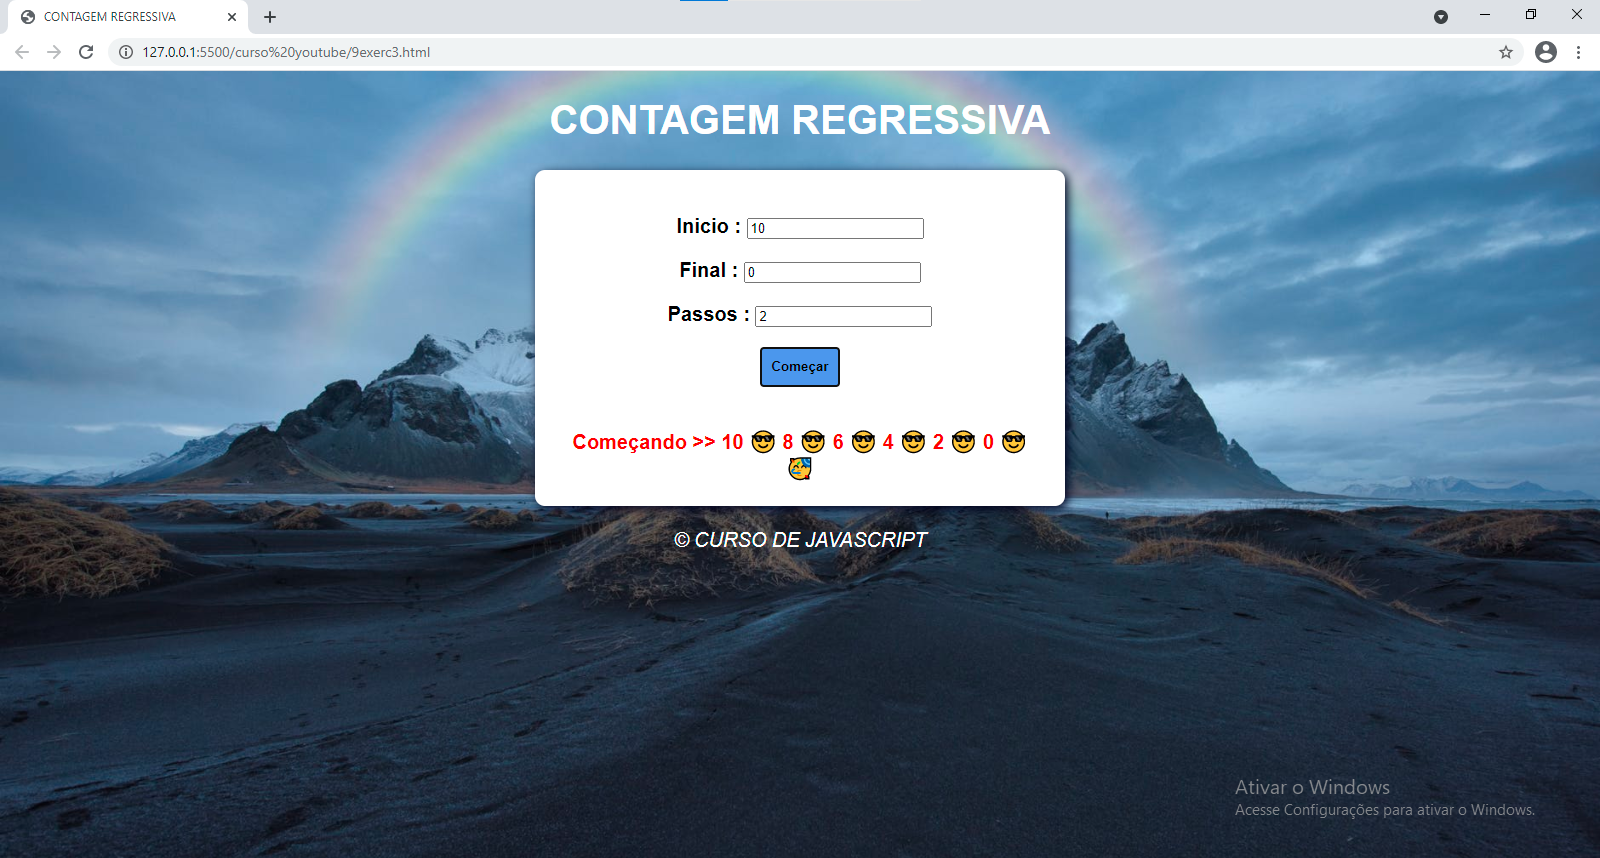 CONTAGEM REGRESSIVA
127.0.0.1:5500/curso%20youtube/9exerc3.html
CONTAGEM REGRESSIVA
Inicio : 10
Final : 0
Passos : 2
Começar
Começando >> 10 😎 8 😎 6 😎 4 😎 2 😎 0 😎
🥳
© CURSO DE JAVASCRIPT
Ativar o Windows
Acesse Configurações para ativar o Windows.